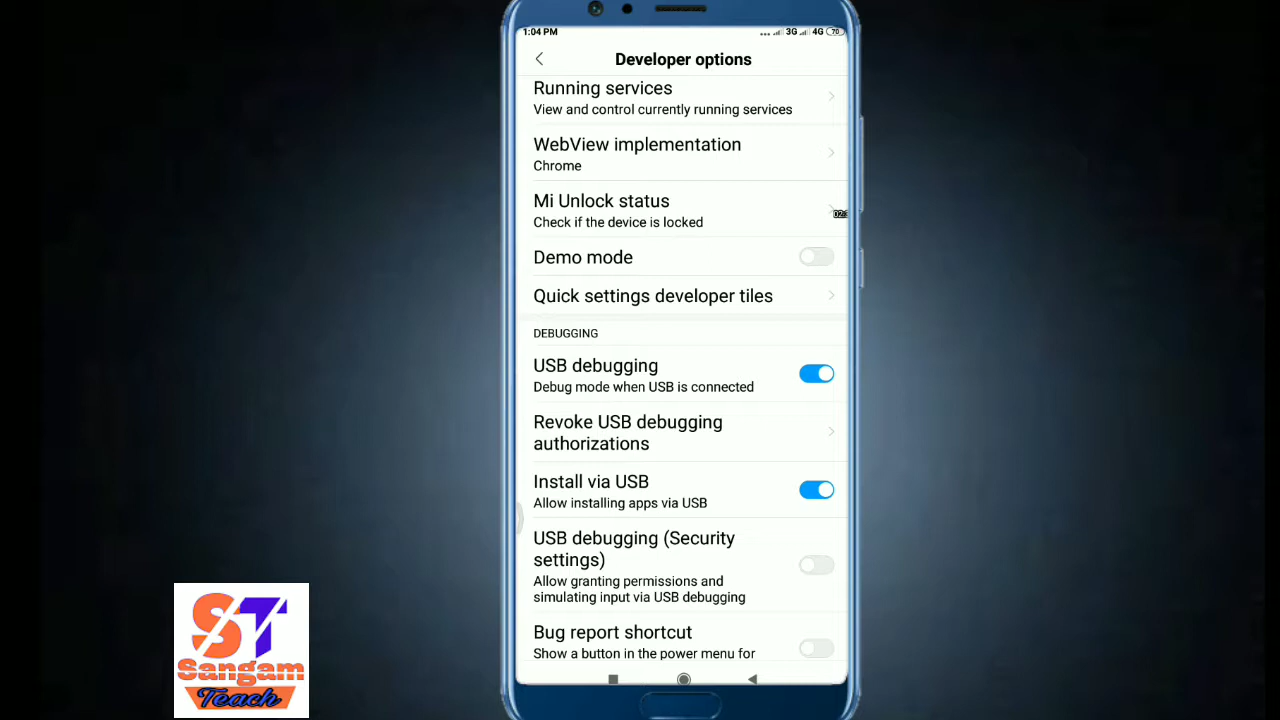 1:04 PM
3G
4G
70
Developer options
Running services
View and control currently running services
WebView implementation
Chrome
Mi Unlock status
Check if the device is locked
Demo mode
Quick settings developer tiles
DEBUGGING
USB debugging
Debug mode when USB is connected
Revoke USB debugging
authorizations
Install via USB
Allow installing apps via USB
USB debugging (Security
settings)
Allow granting permissions and
simulating input via USB debugging
Bug report shortcut
Show a button in the power menu for
ST
Sangam
Teach